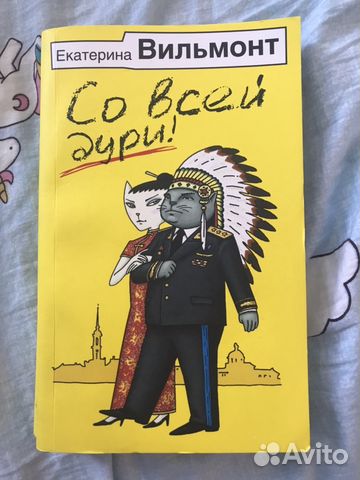 Екатерина Вильмонт
Со всей
дури!
Avito